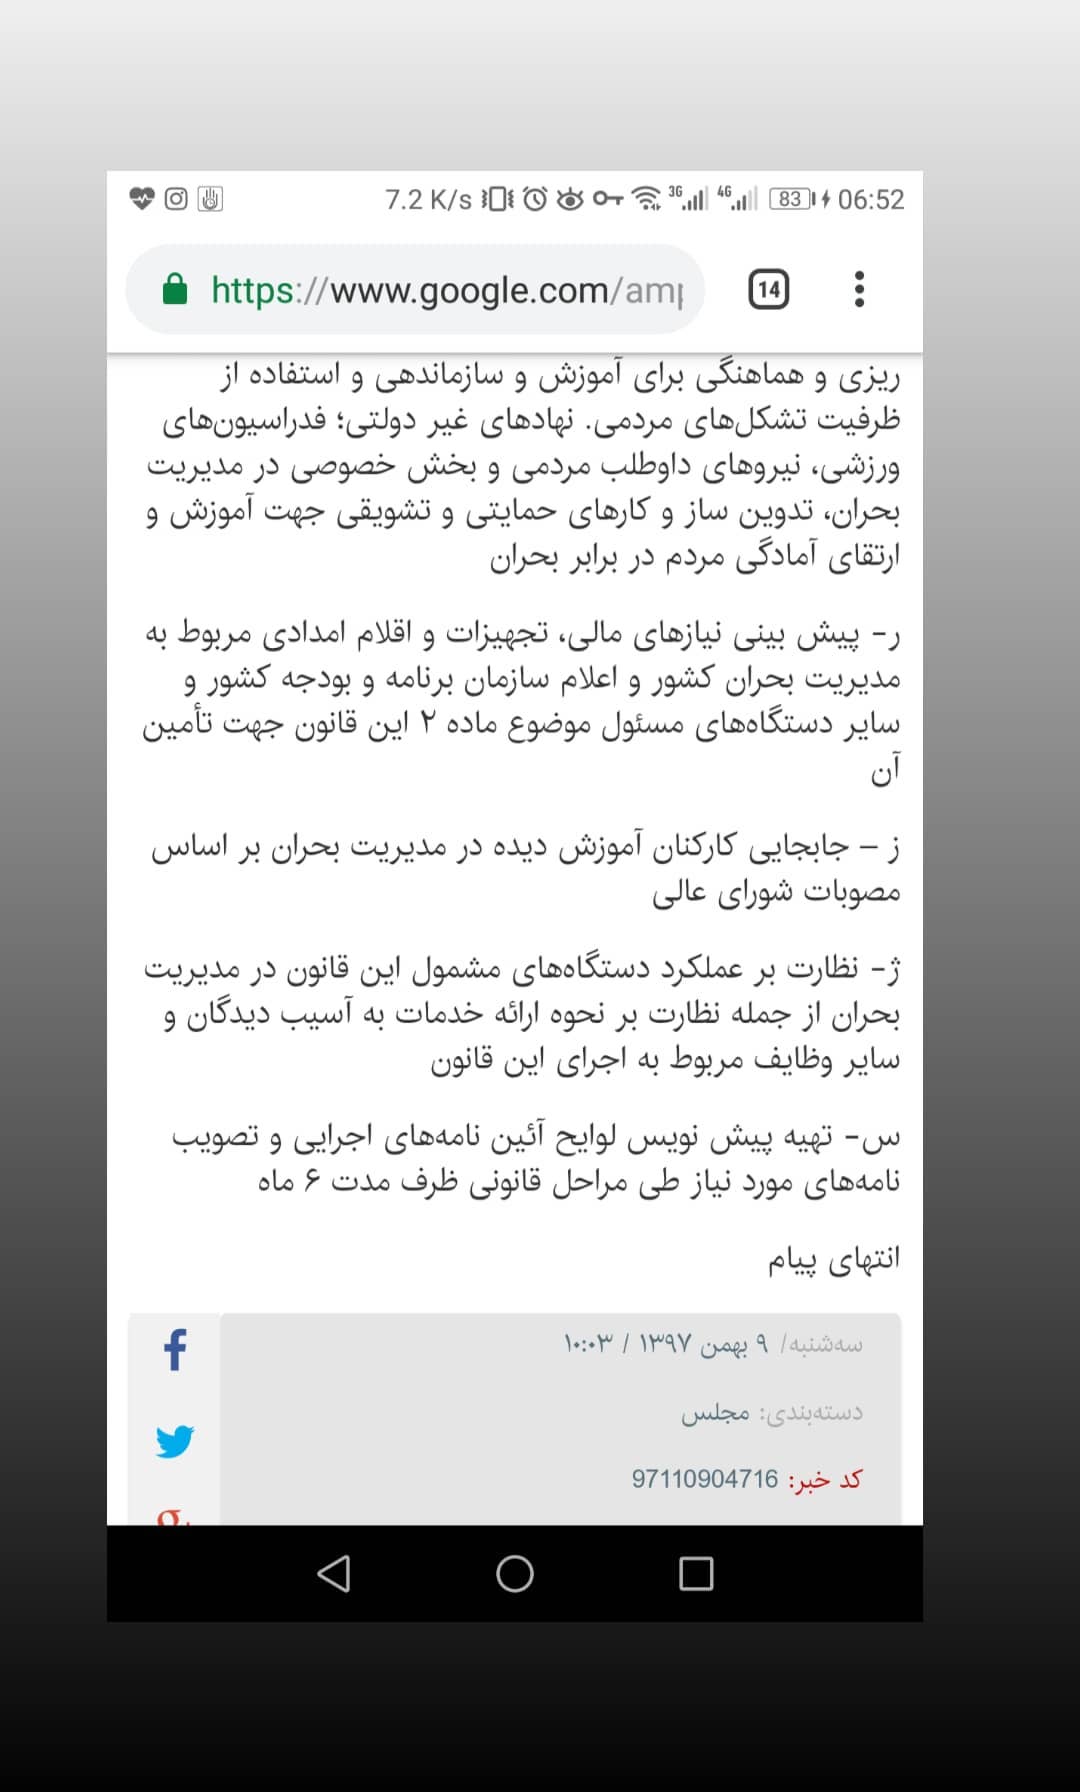 7.2 K/s 3G 4G 83 06:52
https://www.google.com/amp
14
ریزی و هماهنگی برای آموزش و سازماندهی و استفاده از
ظرفیت تشکل‌های مردمی. نهادهای غیر دولتی؛ فدراسیون‌های
ورزشی، نیروهای داوطلب مردمی و بخش خصوصی در مدیریت
بحران، تدوین ساز و کارهای حمایتی و تشویقی جهت آموزش و
ارتقای آمادگی مردم در برابر بحران
ر- پیش بینی نیازهای مالی، تجهیزات و اقلام امدادی مربوط به
مدیریت بحران کشور و اعلام سازمان برنامه و بودجه کشور و
سایر دستگاه‌های مسئول موضوع ماده ۲ این قانون جهت تأمین
آن
ز – جابجایی کارکنان آموزش دیده در مدیریت بحران بر اساس
مصوبات شورای عالی
ژ- نظارت بر عملکرد دستگاه‌های مشمول این قانون در مدیریت
بحران از جمله نظارت بر نحوه ارائه خدمات به آسیب دیدگان و
سایر وظایف مربوط به اجرای این قانون
س- تهیه پیش نویس لوایح آئین نامه‌های اجرایی و تصویب
نامه‌های مورد نیاز طی مراحل قانونی ظرف مدت ۶ ماه
انتهای پیام
سه‌شنبه/ ۹ بهمن ۱۳۹۷ / ۱۰:۰۳
دسته‌بندی: مجلس
کد خبر: 97110904716